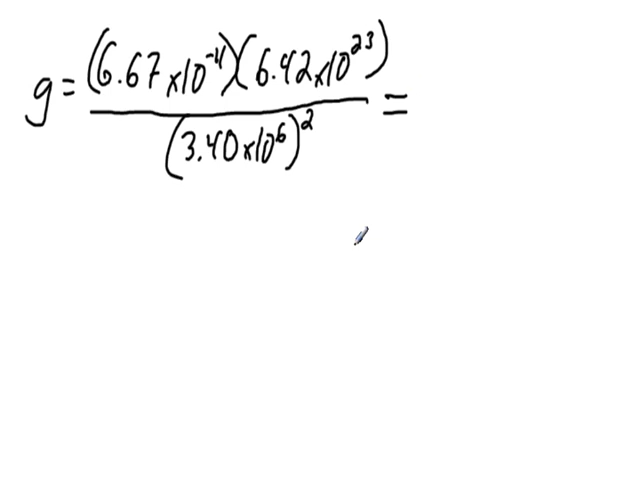 g = (6.67 x 10^-11)(6.42 x 10^23) / (3.40 x 10^6)^2 =